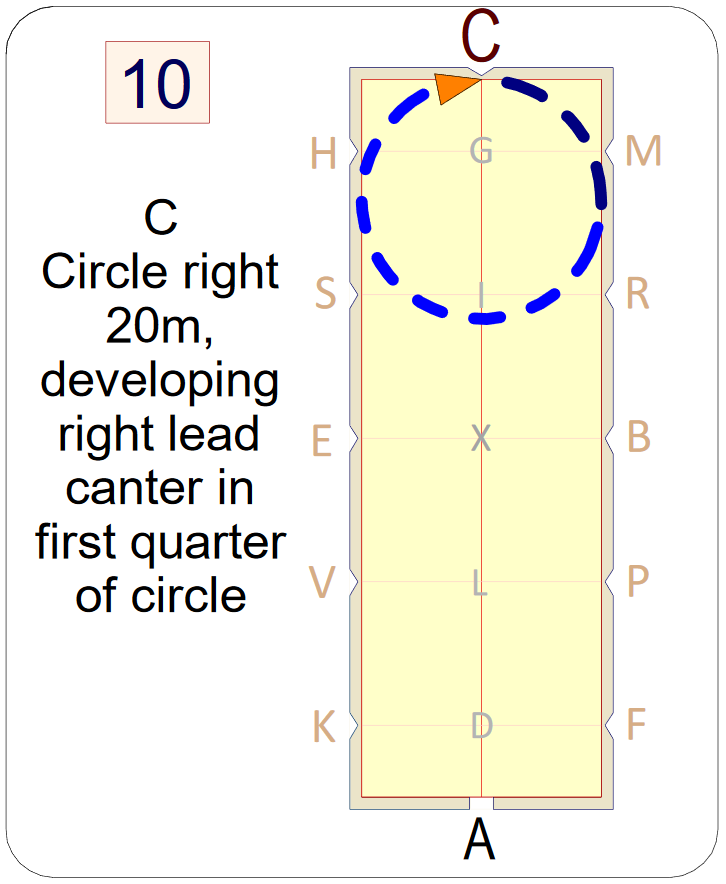 10
C
Circle right
20m,
developing
right lead
canter in
first quarter
of circle
C
H G M
S I R
E X B
V L P
K D F
A